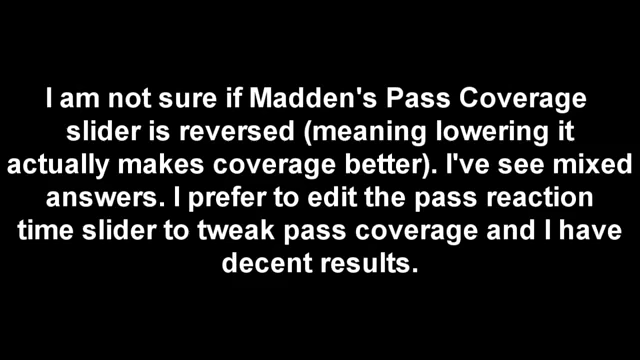 I am not sure if Madden's Pass Coverage
slider is reversed (meaning lowering it
actually makes coverage better). I've see mixed
answers. I prefer to edit the pass reaction
time slider to tweak pass coverage and I have
decent results.